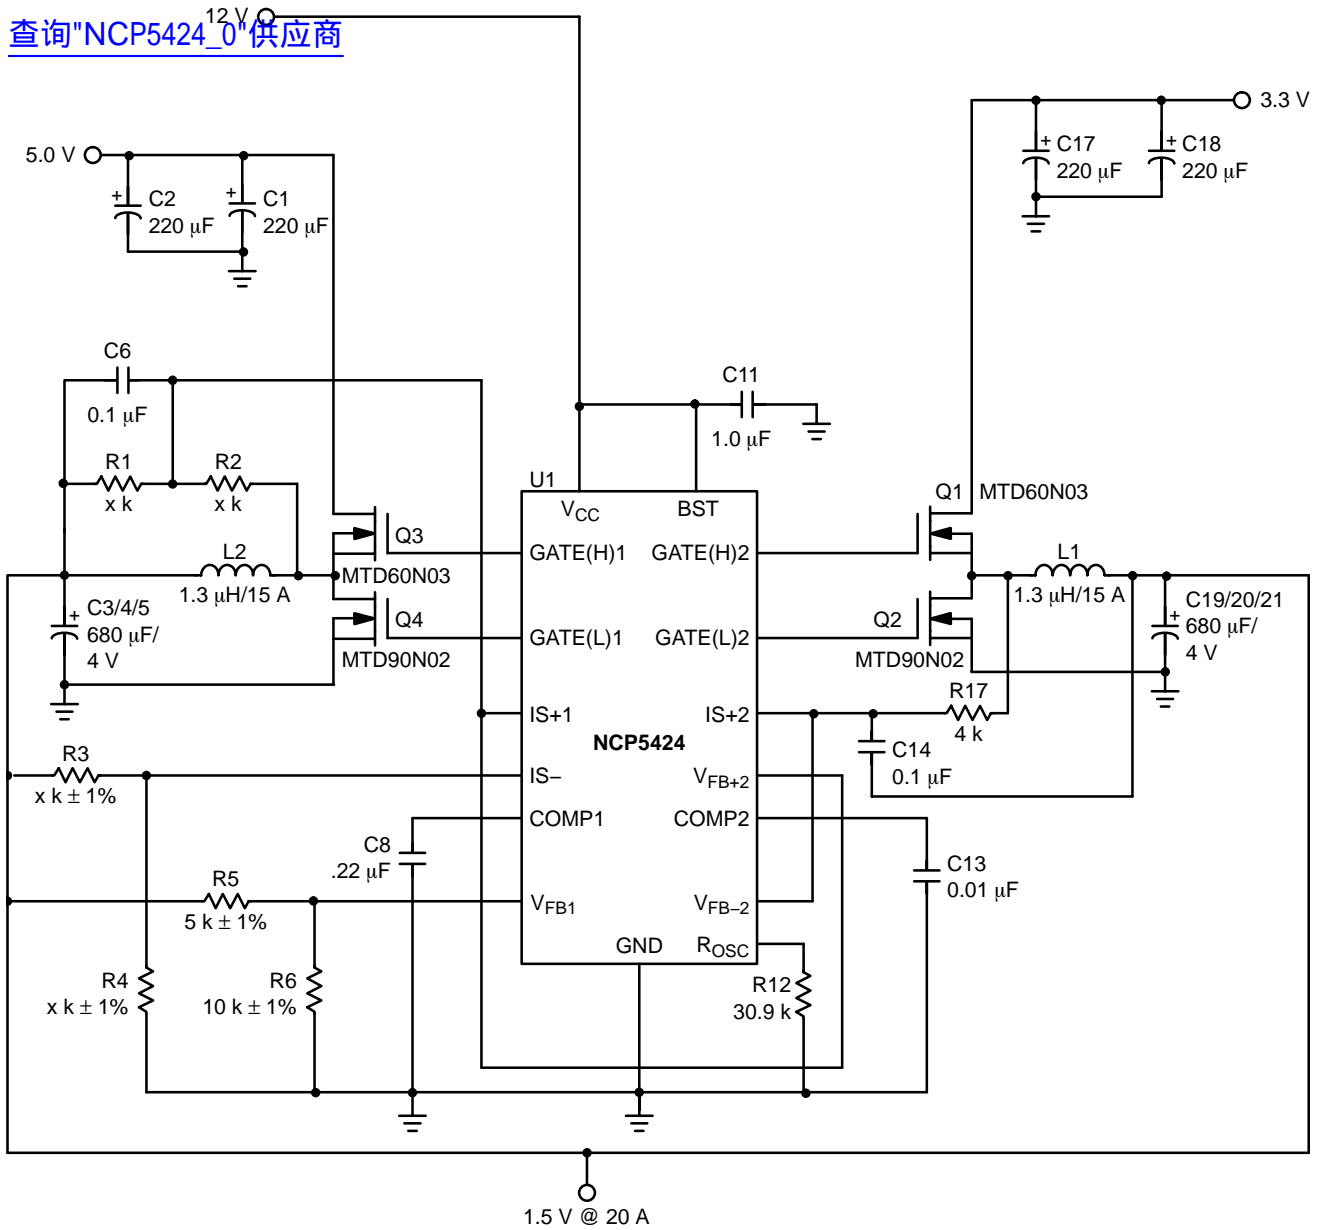 12 V
查询"NCP5424_0"供应商
3.3 V
C17
220 µF
C18
220 µF
5.0 V
C2
220 µF
C1
220 µF
C6
0.1 µF
C11
1.0 µF
R1
x k
R2
x k
U1
VCC
BST
Q1
MTD60N03
Q3
MTD60N03
GATE(H)1
GATE(H)2
L2
1.3 µH/15 A
L1
1.3 µH/15 A
C3/4/5
680 µF/
4 V
Q4
MTD90N02
GATE(L)1
GATE(L)2
Q2
MTD90N02
C19/20/21
680 µF/
4 V
IS+1
IS+2
R17
4 k
NCP5424
C14
0.1 µF
R3
x k ± 1%
IS−
VFB+2
COMP1
COMP2
C8
.22 µF
C13
0.01 µF
R5
5 k ± 1%
VFB1
VFB−2
GND
ROSC
R4
x k ± 1%
R6
10 k ± 1%
R12
30.9 k
1.5 V @ 20 A
+
+
+
+
+
+